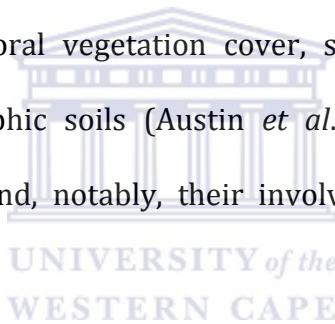 oral vegetation cover, s
phic soils (Austin et al.
nd, notably, their involv
UNIVERSITY of the
WESTERN CAPE